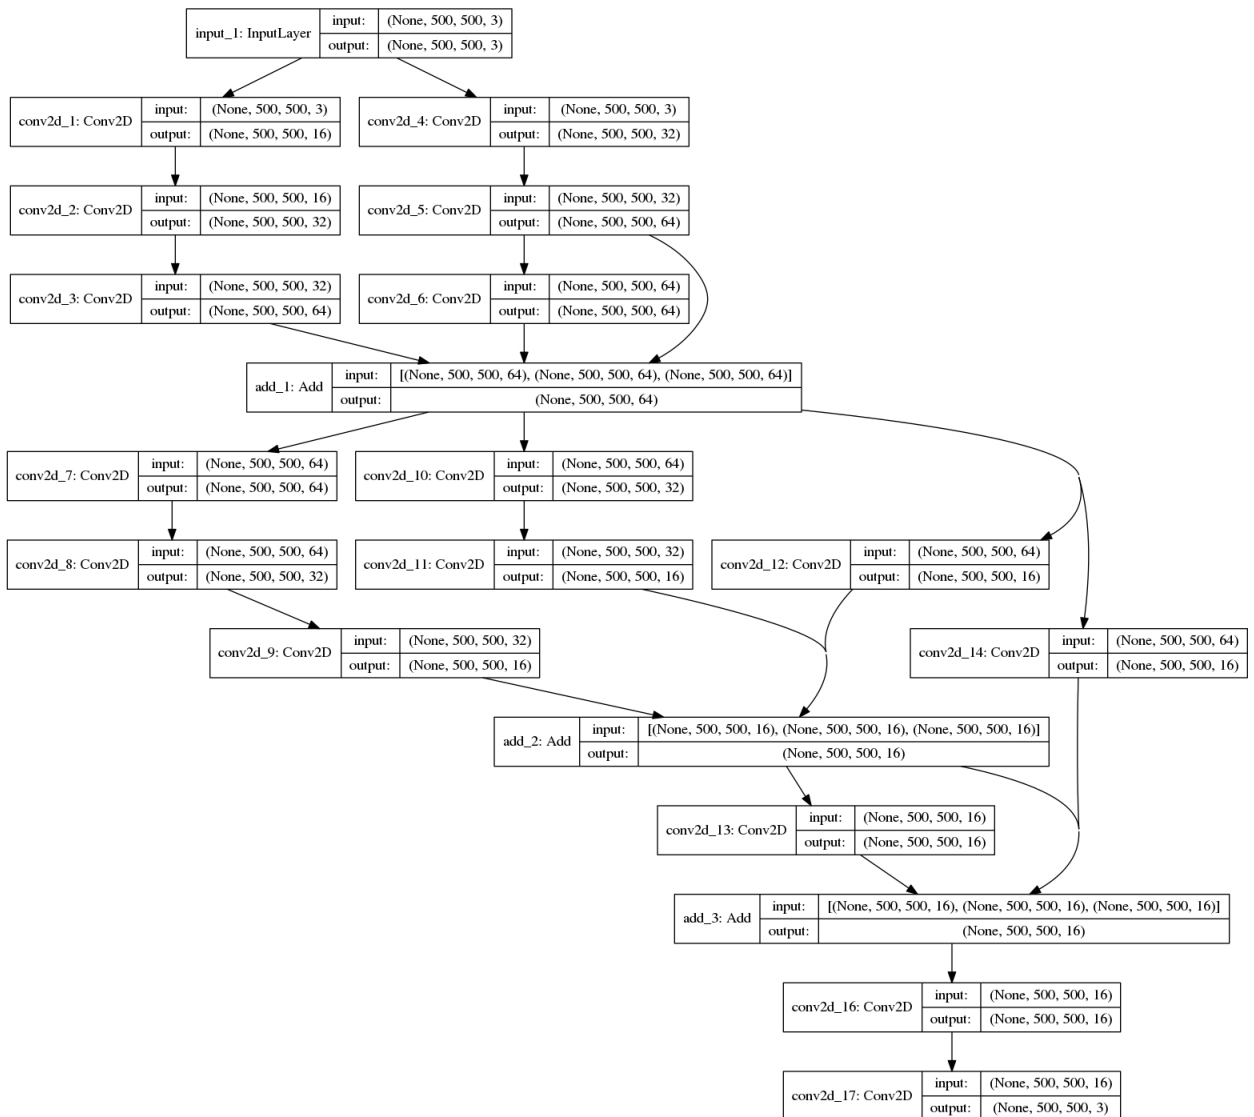 input_1: InputLayer
input: (None, 500, 500, 3)
output: (None, 500, 500, 3)
conv2d_1: Conv2D
input: (None, 500, 500, 3)
output: (None, 500, 500, 16)
conv2d_4: Conv2D
input: (None, 500, 500, 3)
output: (None, 500, 500, 32)
conv2d_2: Conv2D
input: (None, 500, 500, 16)
output: (None, 500, 500, 32)
conv2d_5: Conv2D
input: (None, 500, 500, 32)
output: (None, 500, 500, 64)
conv2d_3: Conv2D
input: (None, 500, 500, 32)
output: (None, 500, 500, 64)
conv2d_6: Conv2D
input: (None, 500, 500, 64)
output: (None, 500, 500, 64)
add_1: Add
input: [(None, 500, 500, 64), (None, 500, 500, 64), (None, 500, 500, 64)]
output: (None, 500, 500, 64)
conv2d_7: Conv2D
input: (None, 500, 500, 64)
output: (None, 500, 500, 64)
conv2d_10: Conv2D
input: (None, 500, 500, 64)
output: (None, 500, 500, 32)
conv2d_8: Conv2D
input: (None, 500, 500, 64)
output: (None, 500, 500, 32)
conv2d_11: Conv2D
input: (None, 500, 500, 32)
output: (None, 500, 500, 16)
conv2d_12: Conv2D
input: (None, 500, 500, 64)
output: (None, 500, 500, 16)
conv2d_9: Conv2D
input: (None, 500, 500, 32)
output: (None, 500, 500, 16)
conv2d_14: Conv2D
input: (None, 500, 500, 64)
output: (None, 500, 500, 16)
add_2: Add
input: [(None, 500, 500, 16), (None, 500, 500, 16), (None, 500, 500, 16)]
output: (None, 500, 500, 16)
conv2d_13: Conv2D
input: (None, 500, 500, 16)
output: (None, 500, 500, 16)
add_3: Add
input: [(None, 500, 500, 16), (None, 500, 500, 16), (None, 500, 500, 16)]
output: (None, 500, 500, 16)
conv2d_16: Conv2D
input: (None, 500, 500, 16)
output: (None, 500, 500, 16)
conv2d_17: Conv2D
input: (None, 500, 500, 16)
output: (None, 500, 500, 3)